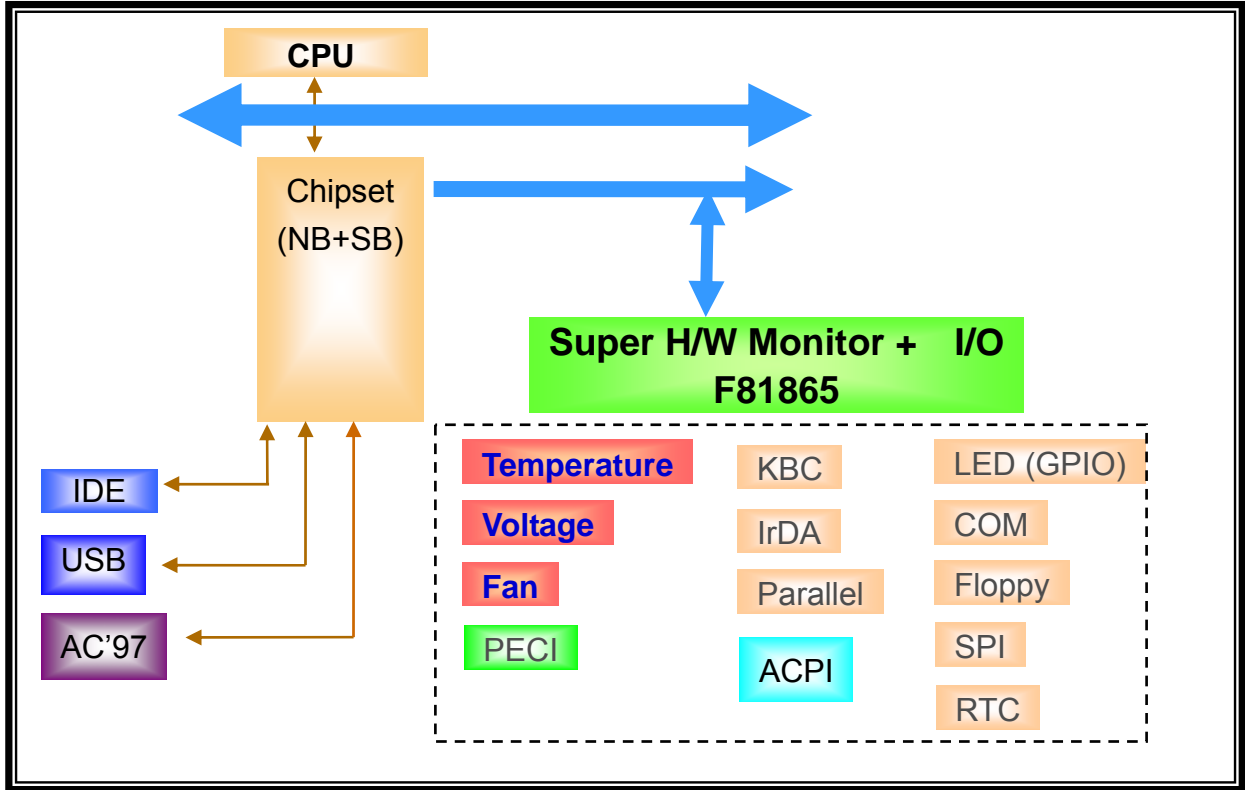 CPU
Chipset
(NB+SB)
Super H/W Monitor + I/O
F81865
IDE
USB
AC’97
Temperature
Voltage
Fan
PECI
KBC
IrDA
Parallel
ACPI
LED (GPIO)
COM
Floppy
SPI
RTC